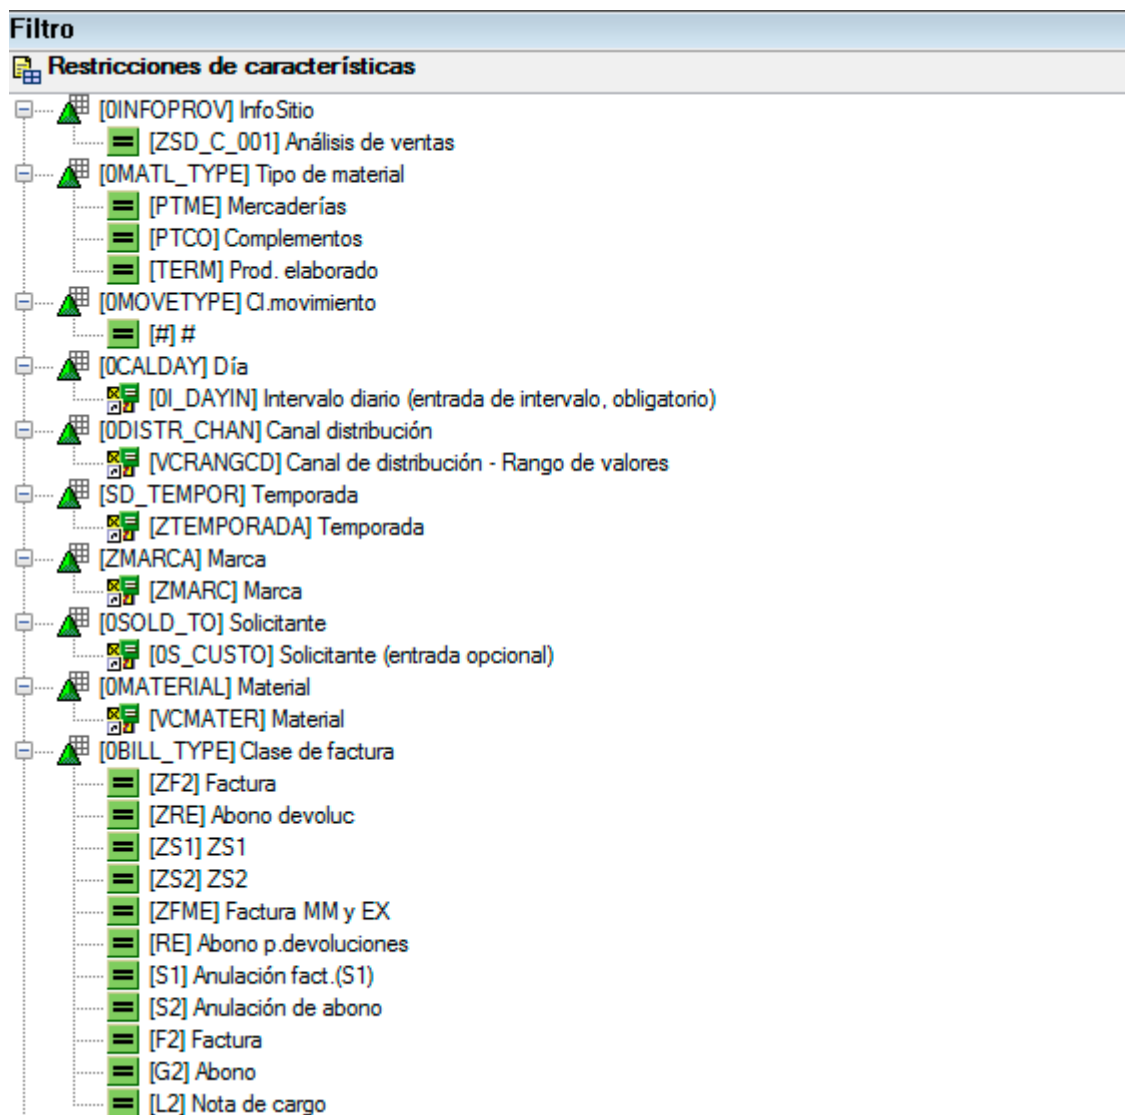 Filtro
Restricciones de características
[0INFOPROV] InfoSitio
[ZSD_C_001] Análisis de ventas
[0MATL_TYPE] Tipo de material
[PTME] Mercaderías
[PTCO] Complementos
[TERM] Prod. elaborado
[0MOVETYPE] Cl.movimiento
[#] #
[0CALDAY] Día
[0I_DAYIN] Intervalo diario (entrada de intervalo, obligatorio)
[0DISTR_CHAN] Canal distribución
[VCRANGCD] Canal de distribución - Rango de valores
[SD_TEMPOR] Temporada
[ZTEMPORADA] Temporada
[ZMARCA] Marca
[ZMARC] Marca
[0SOLD_TO] Solicitante
[0S_CUSTO] Solicitante (entrada opcional)
[0MATERIAL] Material
[VCMATER] Material
[0BILL_TYPE] Clase de factura
[ZF2] Factura
[ZRE] Abono devoluc
[ZS1] ZS1
[ZS2] ZS2
[ZFME] Factura MM y EX
[RE] Abono p.devoluciones
[S1] Anulación fact.(S1)
[S2] Anulación de abono
[F2] Factura
[G2] Abono
[L2] Nota de cargo